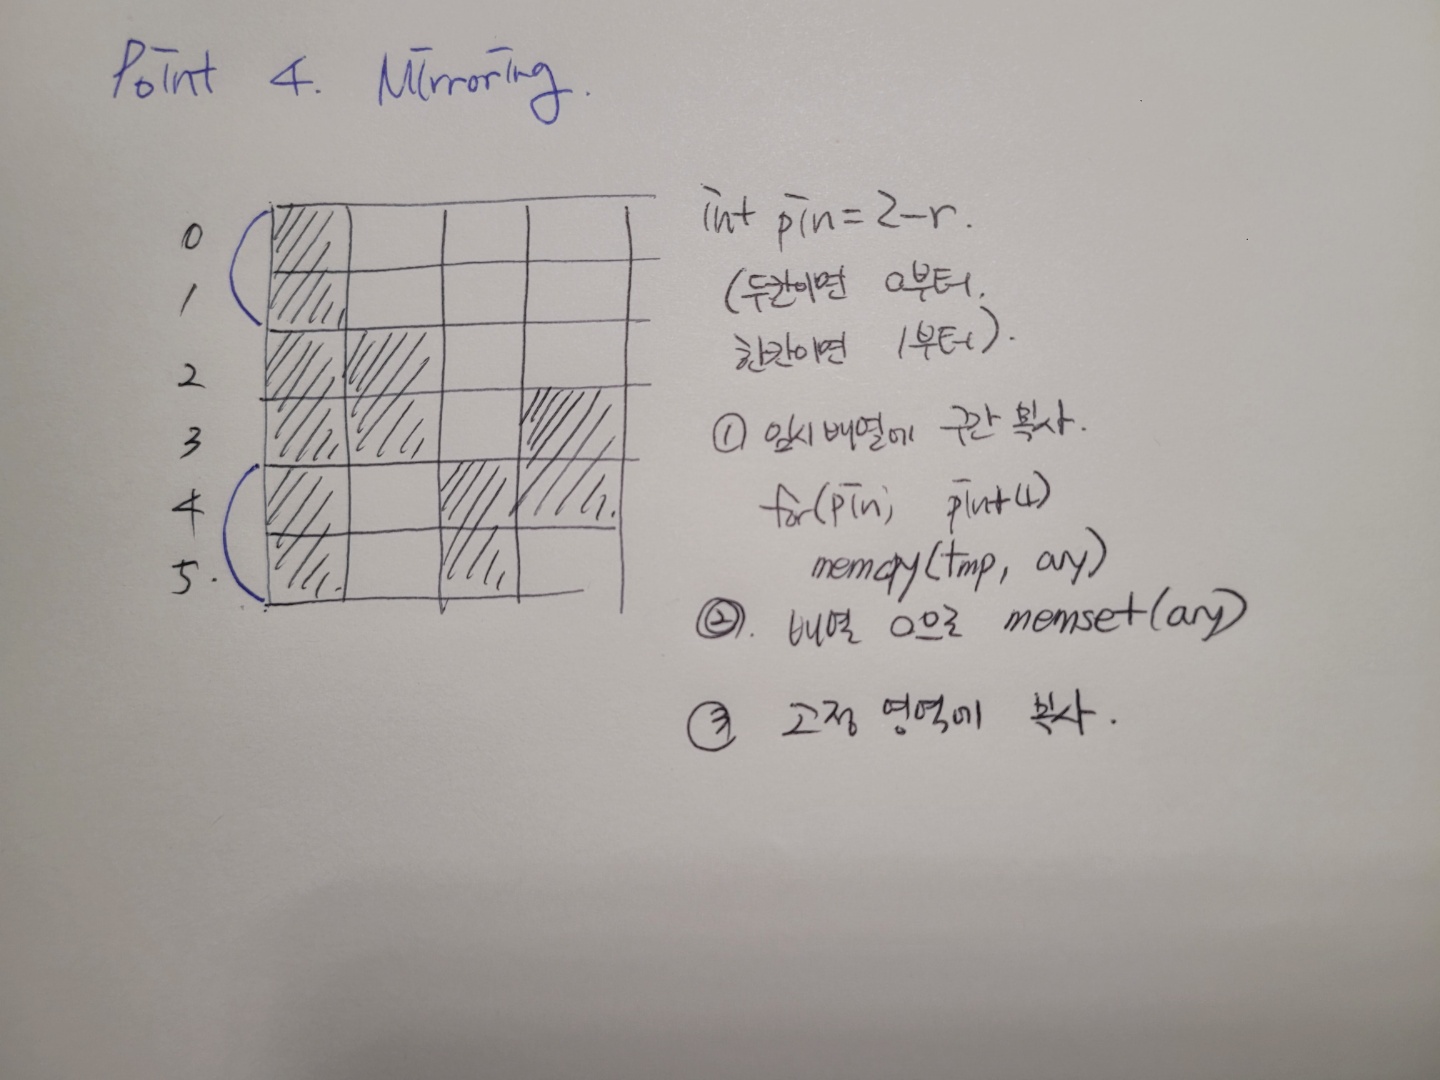 Point 4. Mirroring.
int pin = 2-r.
(두칸이면 0부터.
한칸이면 1부터).
① 임시배열에 구간 복사.
for(pin; pin+4)
memcpy(tmp, ary)
②. 배열 0으로 memset(ary)
③ 고정 영역에 복사.
0
1
2
3
4
5.